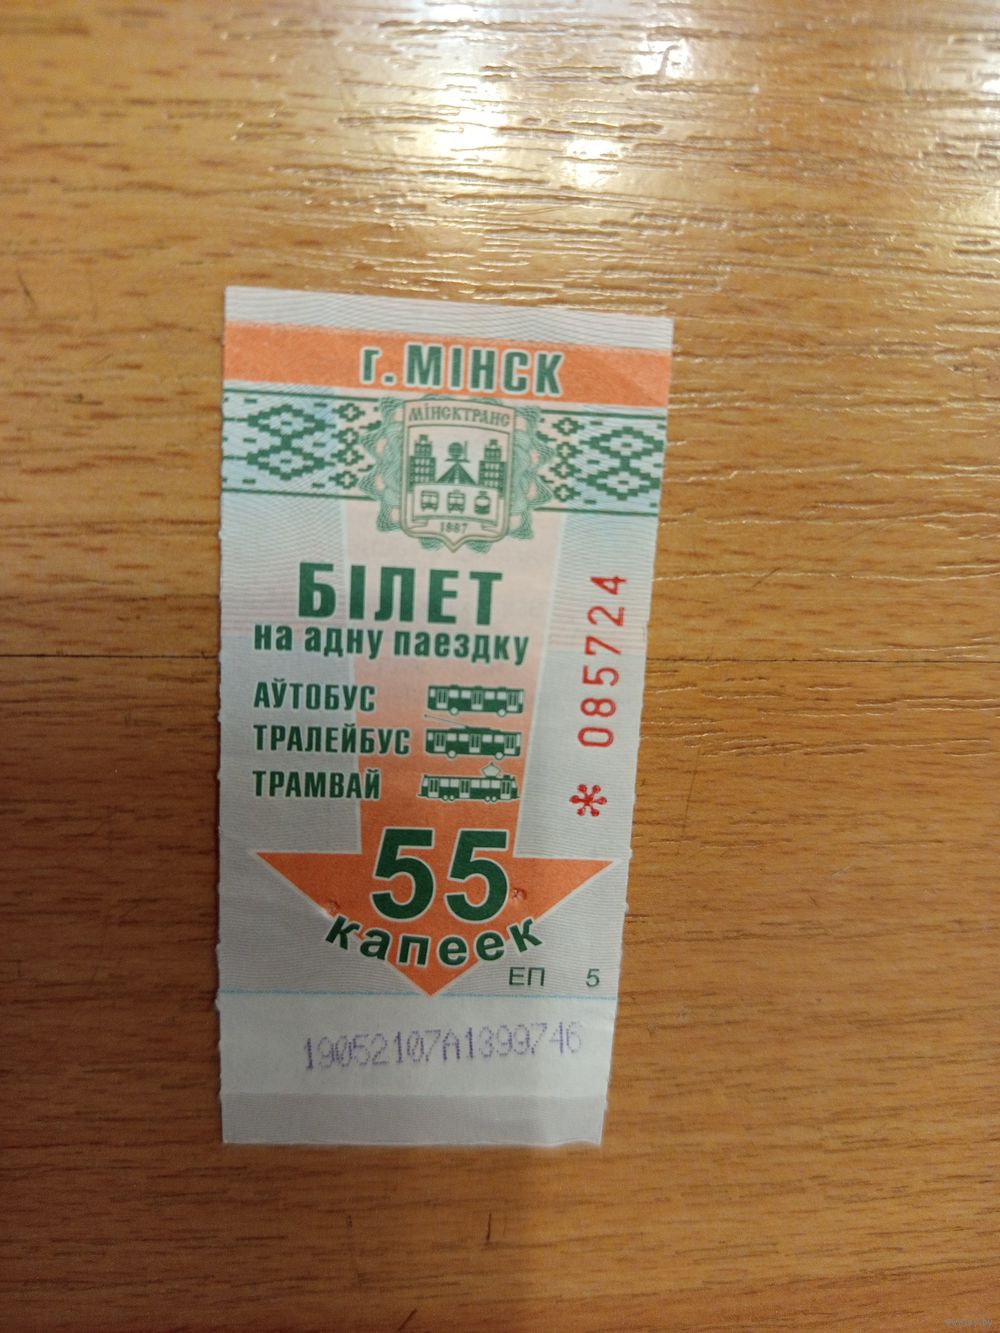 г. МІНСК
МІНСКТРАНС
1887
БІЛЕТ
на адну паездку
АЎТОБУС
ТРАЛЕЙБУС
ТРАМВАЙ
* 085724
55
капеек
ЕП 5
19052107А1399746